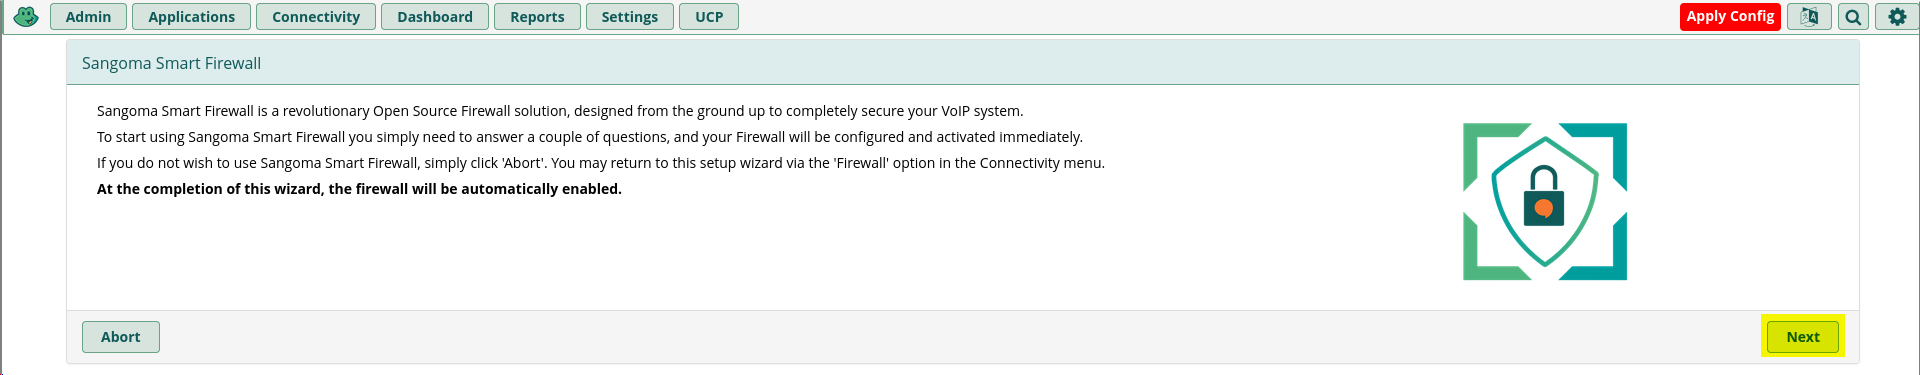 Admin
Applications
Connectivity
Dashboard
Reports
Settings
UCP
Apply Config
Sangoma Smart Firewall
Sangoma Smart Firewall is a revolutionary Open Source Firewall solution, designed from the ground up to completely secure your VoIP system.
To start using Sangoma Smart Firewall you simply need to answer a couple of questions, and your Firewall will be configured and activated immediately.
If you do not wish to use Sangoma Smart Firewall, simply click 'Abort'. You may return to this setup wizard via the 'Firewall' option in the Connectivity menu.
At the completion of this wizard, the firewall will be automatically enabled.
Abort
Next